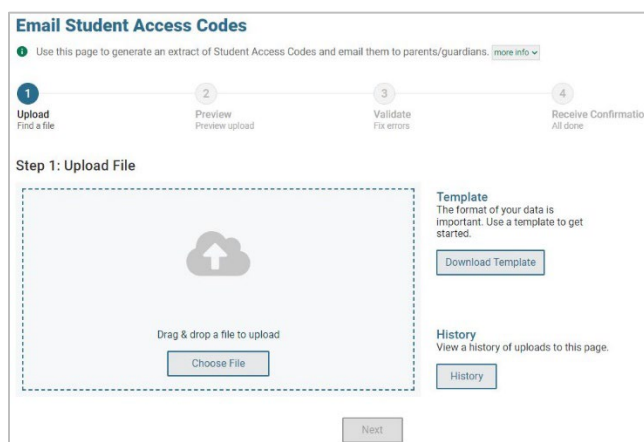 Email Student Access Codes
Use this page to generate an extract of Student Access Codes and email them to parents/guardians. more info
1
2
3
4
Upload
Preview
Validate
Receive Confirmatio
Find a file
Preview upload
Fix errors
All done
Step 1: Upload File
Template
The format of your data is
important. Use a template to get
started.
Download Template
Drag & drop a file to upload
Choose File
History
View a history of uploads to this page.
History
Next